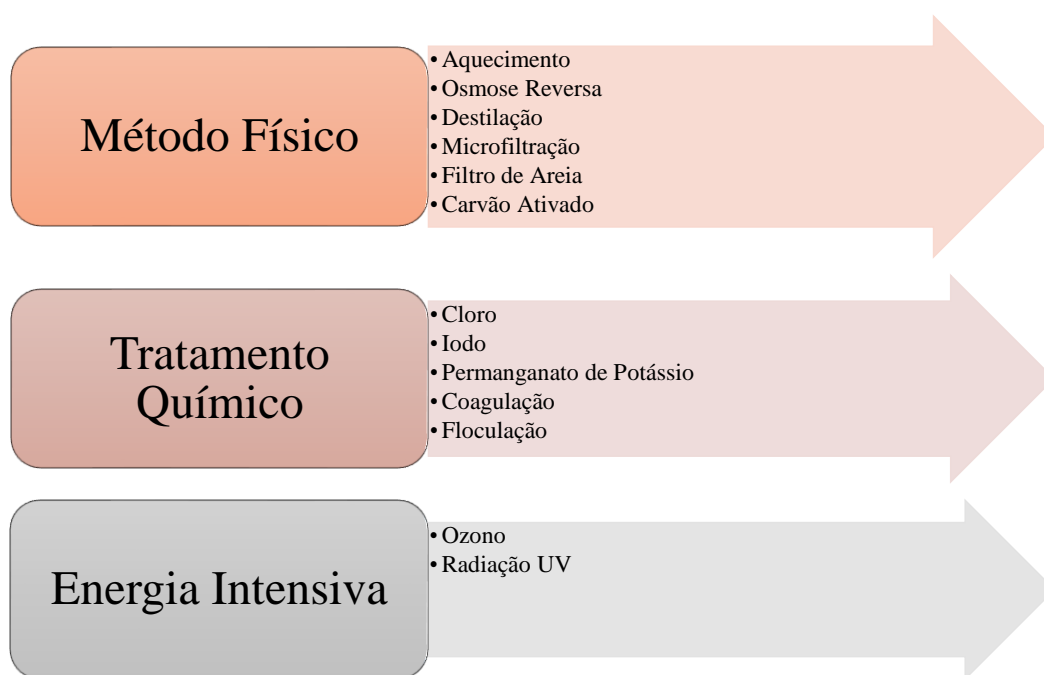 Método Físico
• Aquecimento
• Osmose Reversa
• Destilação
• Microfiltração
• Filtro de Areia
• Carvão Ativado
Tratamento
Químico
• Cloro
• Iodo
• Permanganato de Potássio
• Coagulação
• Floculação
Energia Intensiva
• Ozono
• Radiação UV